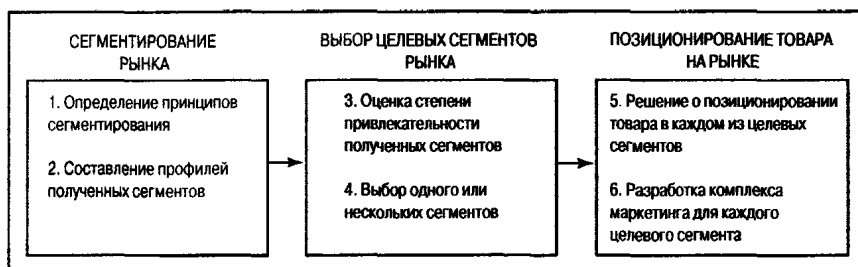 СЕГМЕНТИРОВАНИЕ
РЫНКА
1. Определение принципов
сегментирования
2. Составление профилей
полученных сегментов
ВЫБОР ЦЕЛЕВЫХ СЕГМЕНТОВ
РЫНКА
3. Оценка степени
привлекательности
полученных сегментов
4. Выбор одного или
нескольких сегментов
ПОЗИЦИОНИРОВАНИЕ ТОВАРА
НА РЫНКЕ
5. Решение о позиционировании
товара в каждом из целевых
сегментов
6. Разработка комплекса
маркетинга для каждого
целевого сегмента